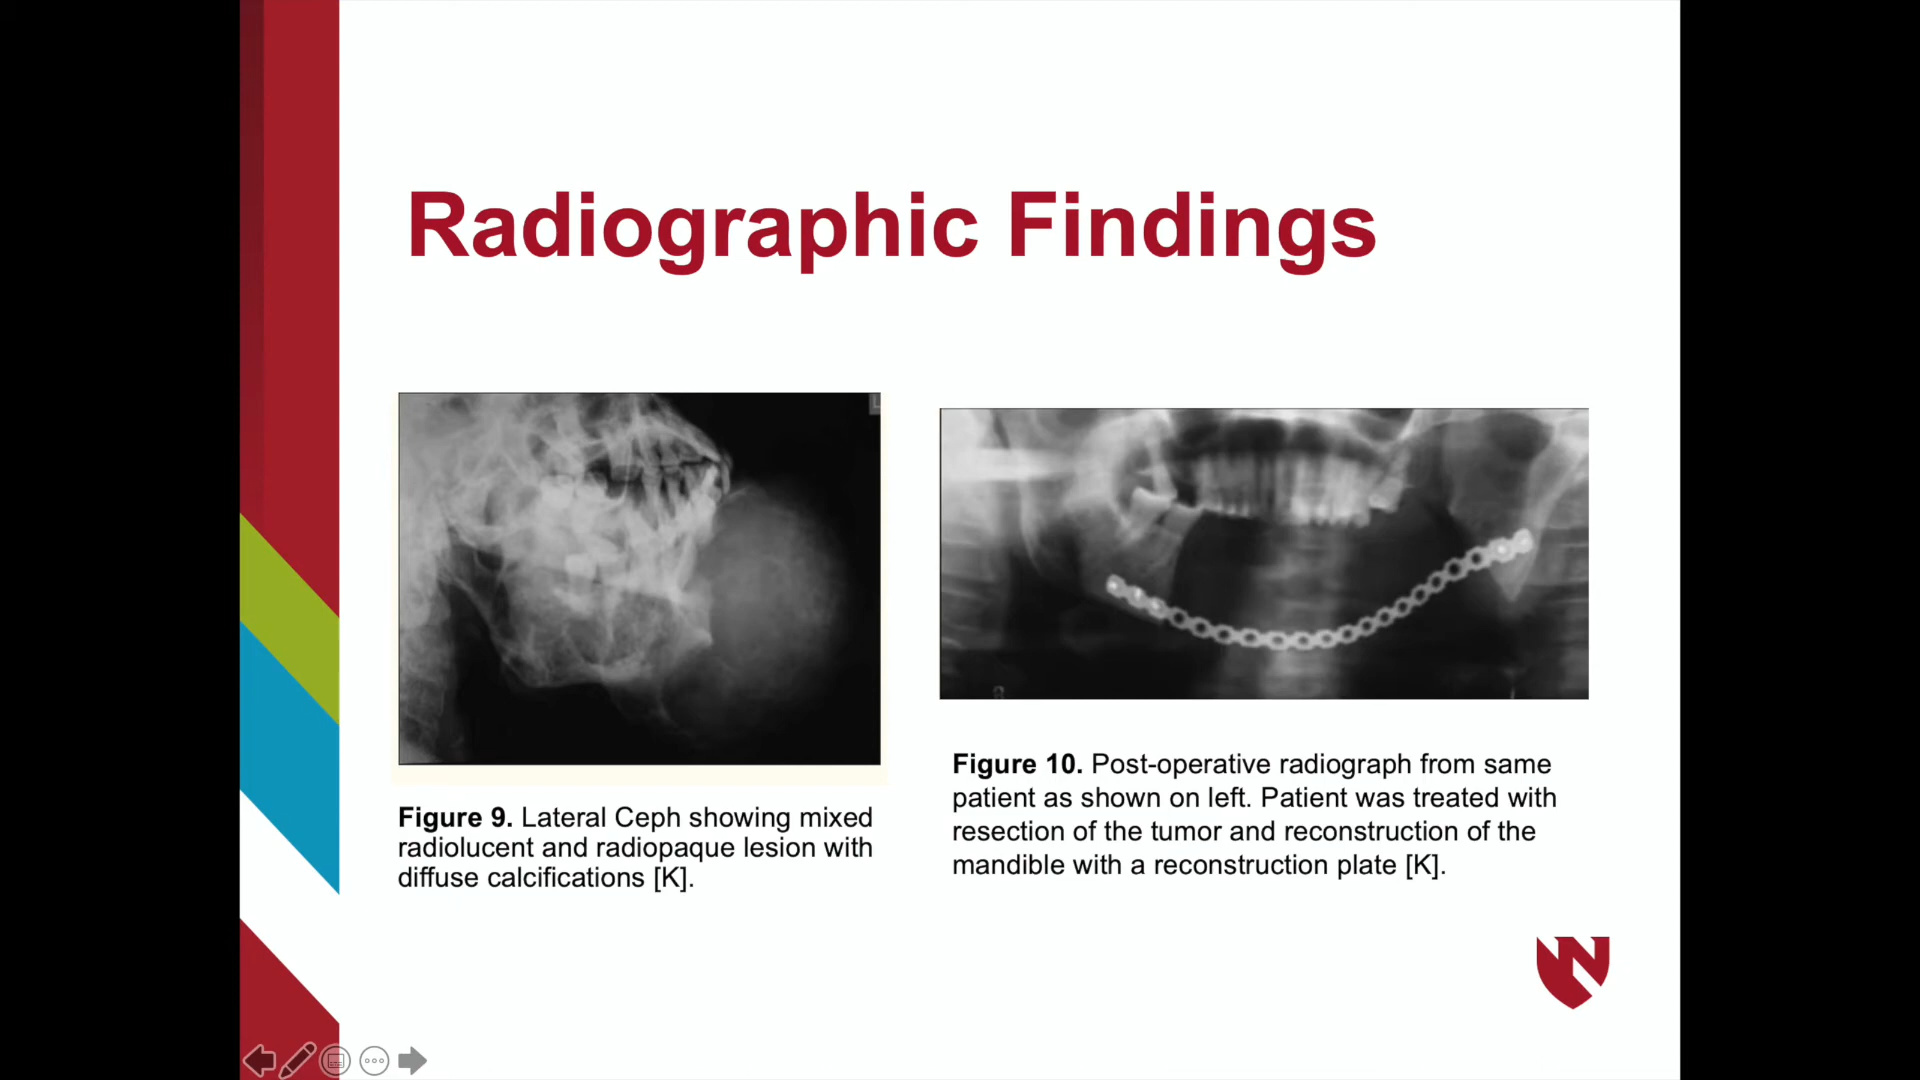 Radiographic Findings
L
Figure 9. Lateral Ceph showing mixed
radiolucent and radiopaque lesion with
diffuse calcifications [K].
Figure 10. Post-operative radiograph from same
patient as shown on left. Patient was treated with
resection of the tumor and reconstruction of the
mandible with a reconstruction plate [K].
N